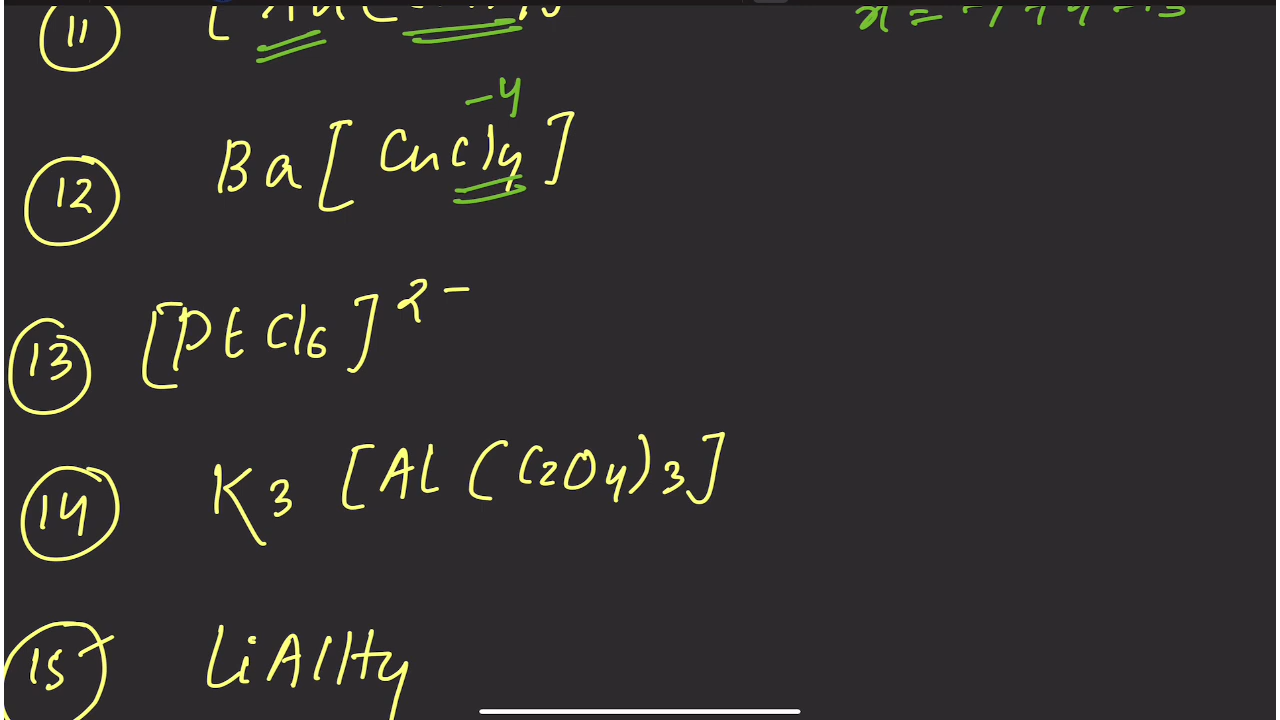 11
-4
12 Ba[CuCl4]
13 [PtCl6]2-
14 K3[Al(C2O4)3]
15 LiAlH4